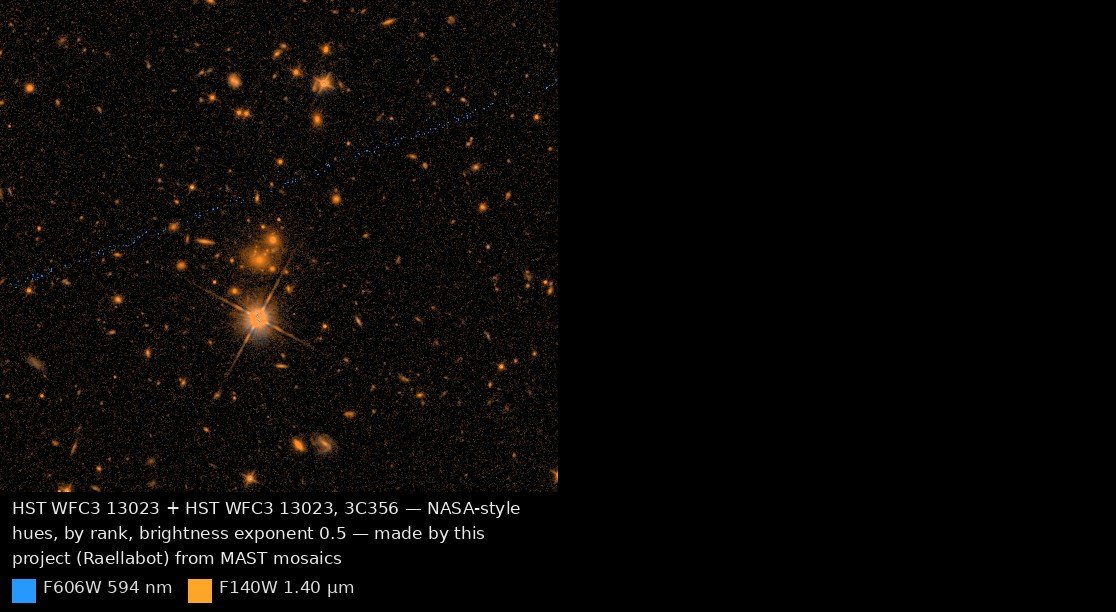 HST WFC3 13023 + HST WFC3 13023, 3C356 — NASA-style
hues, by rank, brightness exponent 0.5 — made by this
project (Raellabot) from MAST mosaics
F606W 594 nm F140W 1.40 µm